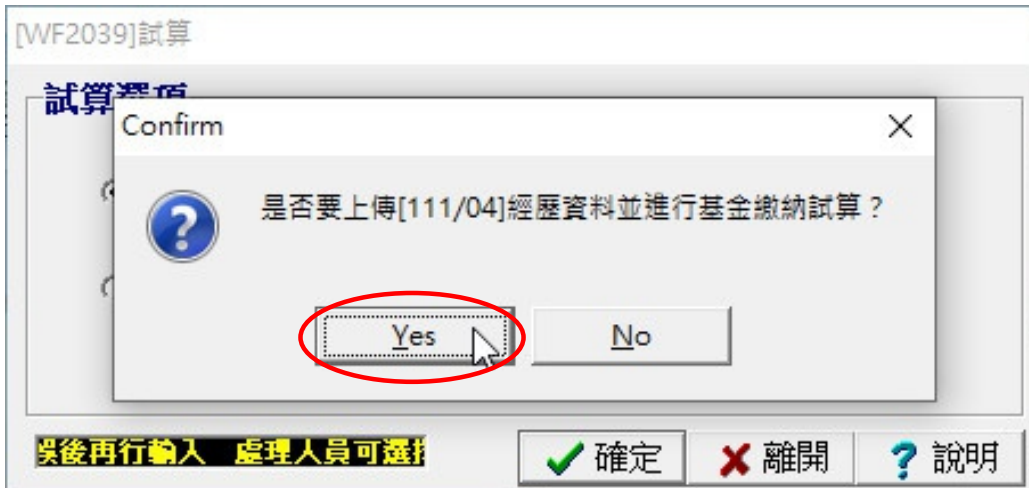 [WF2039]試算
試算選項
Confirm
是否要上傳[111/04]經歷資料並進行基金繳納試算？
Yes
No
後再行輸入 處理人員可選
確定
離開
說明